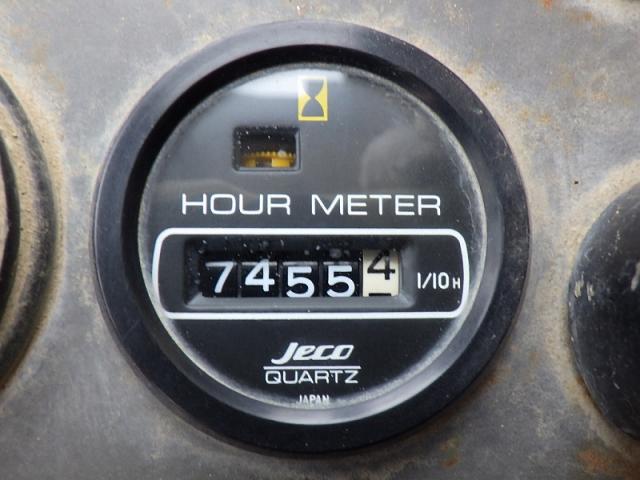 HOUR METER
74554 1/10H
Jeco
QUARTZ
JAPAN